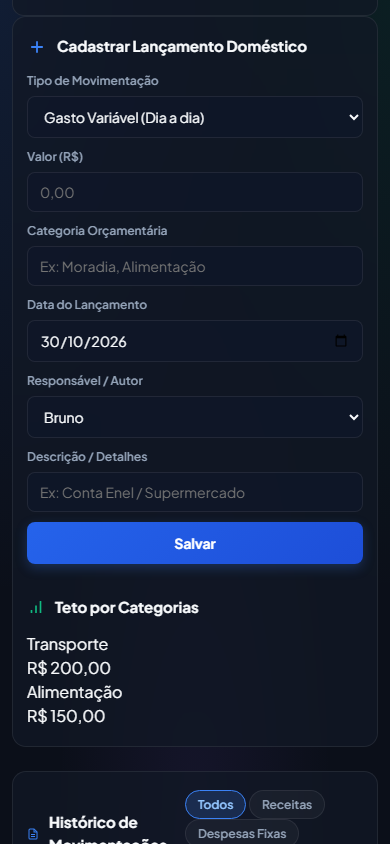 Cadastrar Lançamento Doméstico
Tipo de Movimentação
Gasto Variável (Dia a dia)
Valor (R$)
0,00
Categoria Orçamentária
Ex: Moradia, Alimentação
Data do Lançamento
30/10/2026
Responsável / Autor
Bruno
Descrição / Detalhes
Ex: Conta Enel / Supermercado
Salvar
Teto por Categorias
Transporte
R$ 200,00
Alimentação
R$ 150,00
Todos
Receitas
Histórico de
Despesas Fixas
Movimentações